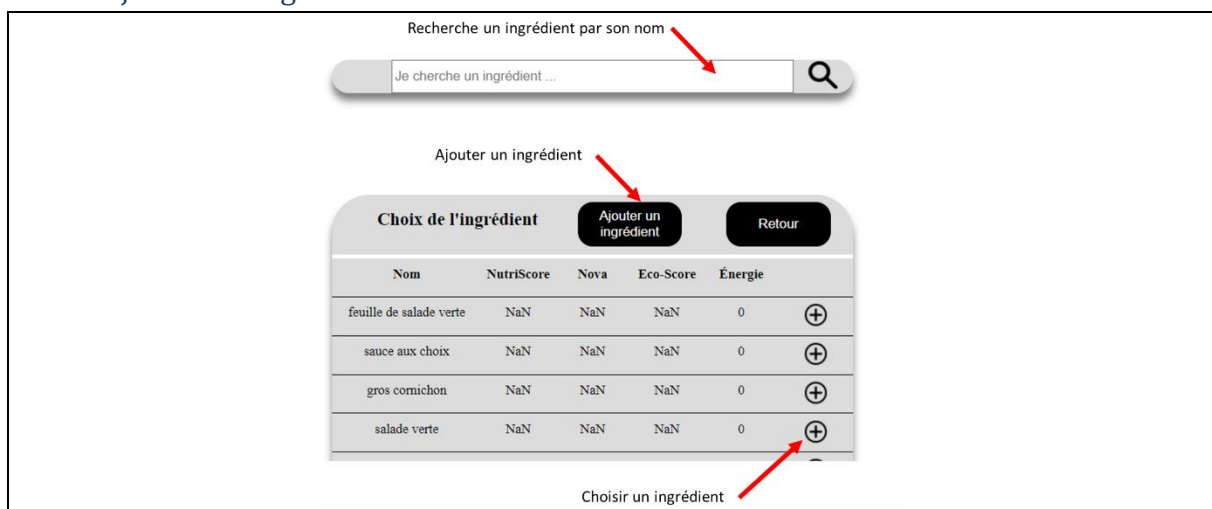 Recherche un ingrédient par son nom
Je cherche un ingrédient ...
Ajouter un ingrédient
Choix de l'ingrédient
Ajouter un
ingrédient
Retour
Nom NutriScore Nova Eco-Score Énergie
feuille de salade verte NaN NaN NaN 0
sauce aux choix NaN NaN NaN 0
gros cornichon NaN NaN NaN 0
salade verte NaN NaN NaN 0
Choisir un ingrédient